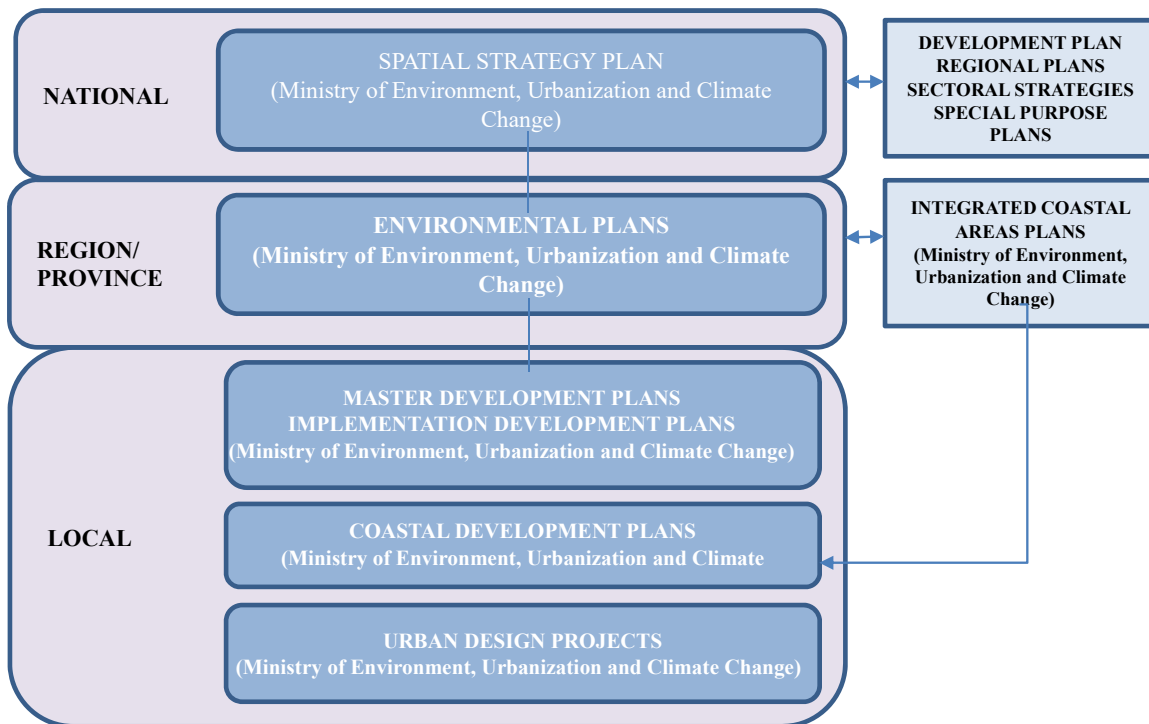 NATIONAL
SPATIAL STRATEGY PLAN
(Ministry of Environment, Urbanization and Climate
Change)
DEVELOPMENT PLAN
REGIONAL PLANS
SECTORAL STRATEGIES
SPECIAL PURPOSE
PLANS
REGION/
PROVINCE
ENVIRONMENTAL PLANS
(Ministry of Environment, Urbanization and Climate
Change)
INTEGRATED COASTAL
AREAS PLANS
(Ministry of Environment,
Urbanization and Climate
Change)
LOCAL
MASTER DEVELOPMENT PLANS
IMPLEMENTATION DEVELOPMENT PLANS
(Ministry of Environment, Urbanization and Climate Change)
COASTAL DEVELOPMENT PLANS
(Ministry of Environment, Urbanization and Climate
URBAN DESIGN PROJECTS
(Ministry of Environment, Urbanization and Climate Change)